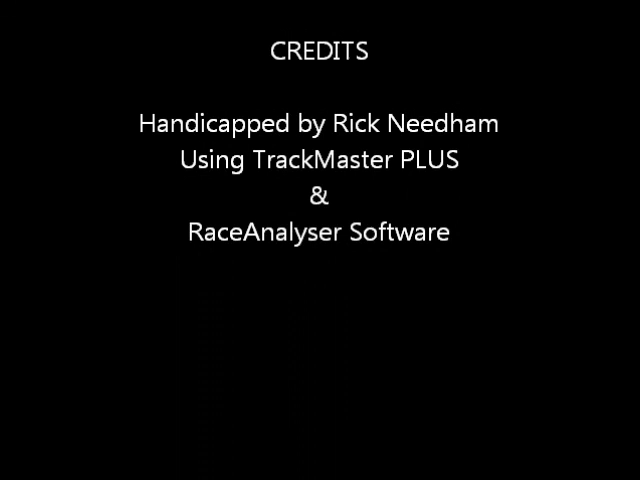 CREDITS
Handicapped by Rick Needham
Using TrackMaster PLUS
&
RaceAnalyser Software